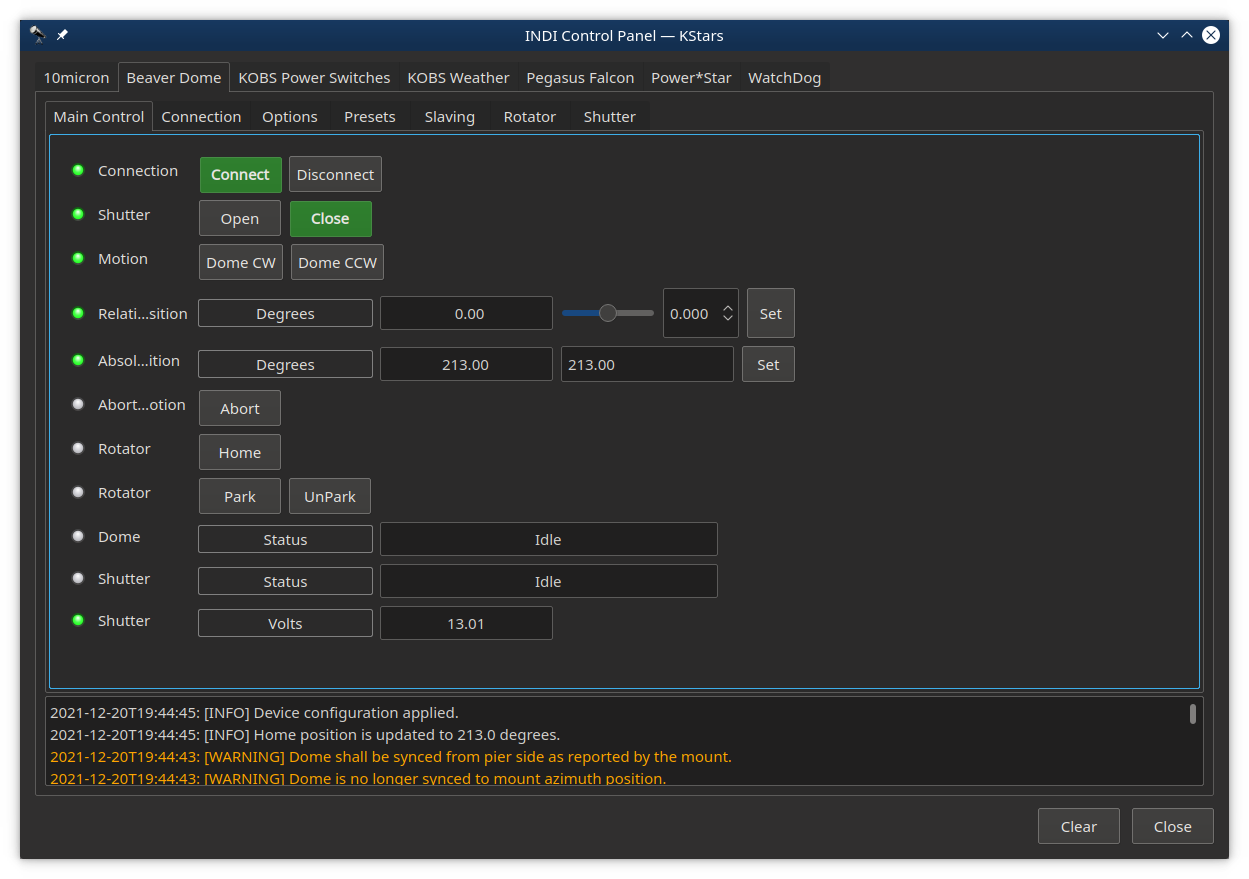 INDI Control Panel — KStars
10micron Beaver Dome KOBS Power Switches KOBS Weather Pegasus Falcon Power*Star WatchDog
Main Control Connection Options Presets Slaving Rotator Shutter
Connection Connect Disconnect
Shutter Open Close
Motion Dome CW Dome CCW
Relati...sition Degrees 0.00 0.000 Set
Absol...ition Degrees 213.00 213.00 Set
Abort...otion Abort
Rotator Home
Rotator Park UnPark
Dome Status Idle
Shutter Status Idle
Shutter Volts 13.01
2021-12-20T19:44:45: [INFO] Device configuration applied.
2021-12-20T19:44:45: [INFO] Home position is updated to 213.0 degrees.
2021-12-20T19:44:43: [WARNING] Dome shall be synced from pier side as reported by the mount.
2021-12-20T19:44:43: [WARNING] Dome is no longer synced to mount azimuth position.
Clear Close